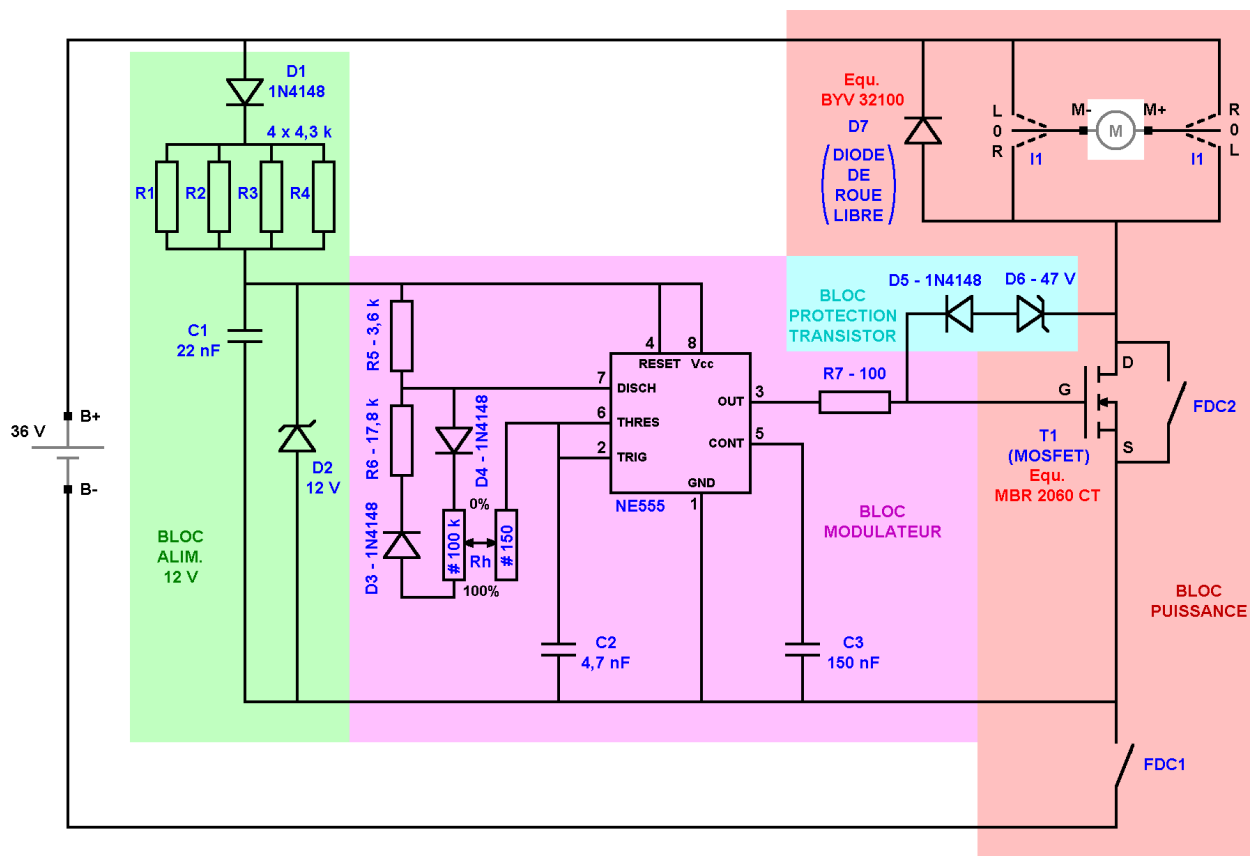 D1
1N4148
4 x 4,3 k
R1
R2
R3
R4
C1
22 nF
D2
12 V
BLOC
ALIM.
12 V
36 V
B+
B-
R5 - 3,6 k
R6 - 17,8 k
D3 - 1N4148
D4 - 1N4148
0%
# 100 k
Rh
# 150
100%
4
8
RESET
Vcc
7
DISCH
6
THRES
2
TRIG
OUT
3
CONT
5
GND
1
NE555
C2
4,7 nF
C3
150 nF
BLOC
MODULATEUR
R7 - 100
BLOC
PROTECTION
TRANSISTOR
D5 - 1N4148
D6 - 47 V
Equ.
BYV 32100
D7
DIODE
DE
ROUE
LIBRE
L
0
R
M-
M
M+
I1
I1
R
0
L
G
D
S
T1
(MOSFET)
Equ.
MBR 2060 CT
FDC2
BLOC
PUISSANCE
FDC1